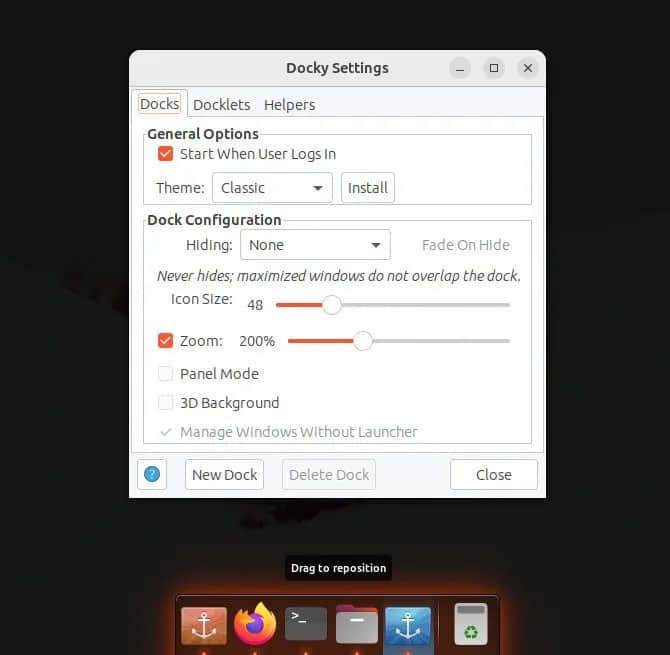 Docky Settings
Docks Docklets Helpers
General Options
Start When User Logs In
Theme: Classic Install
Dock Configuration
Hiding: None Fade On Hide
Never hides; maximized windows do not overlap the dock.
Icon Size: 48
Zoom: 200%
Panel Mode
3D Background
Manage Windows Without Launcher
? New Dock Delete Dock Close
Drag to reposition
>_